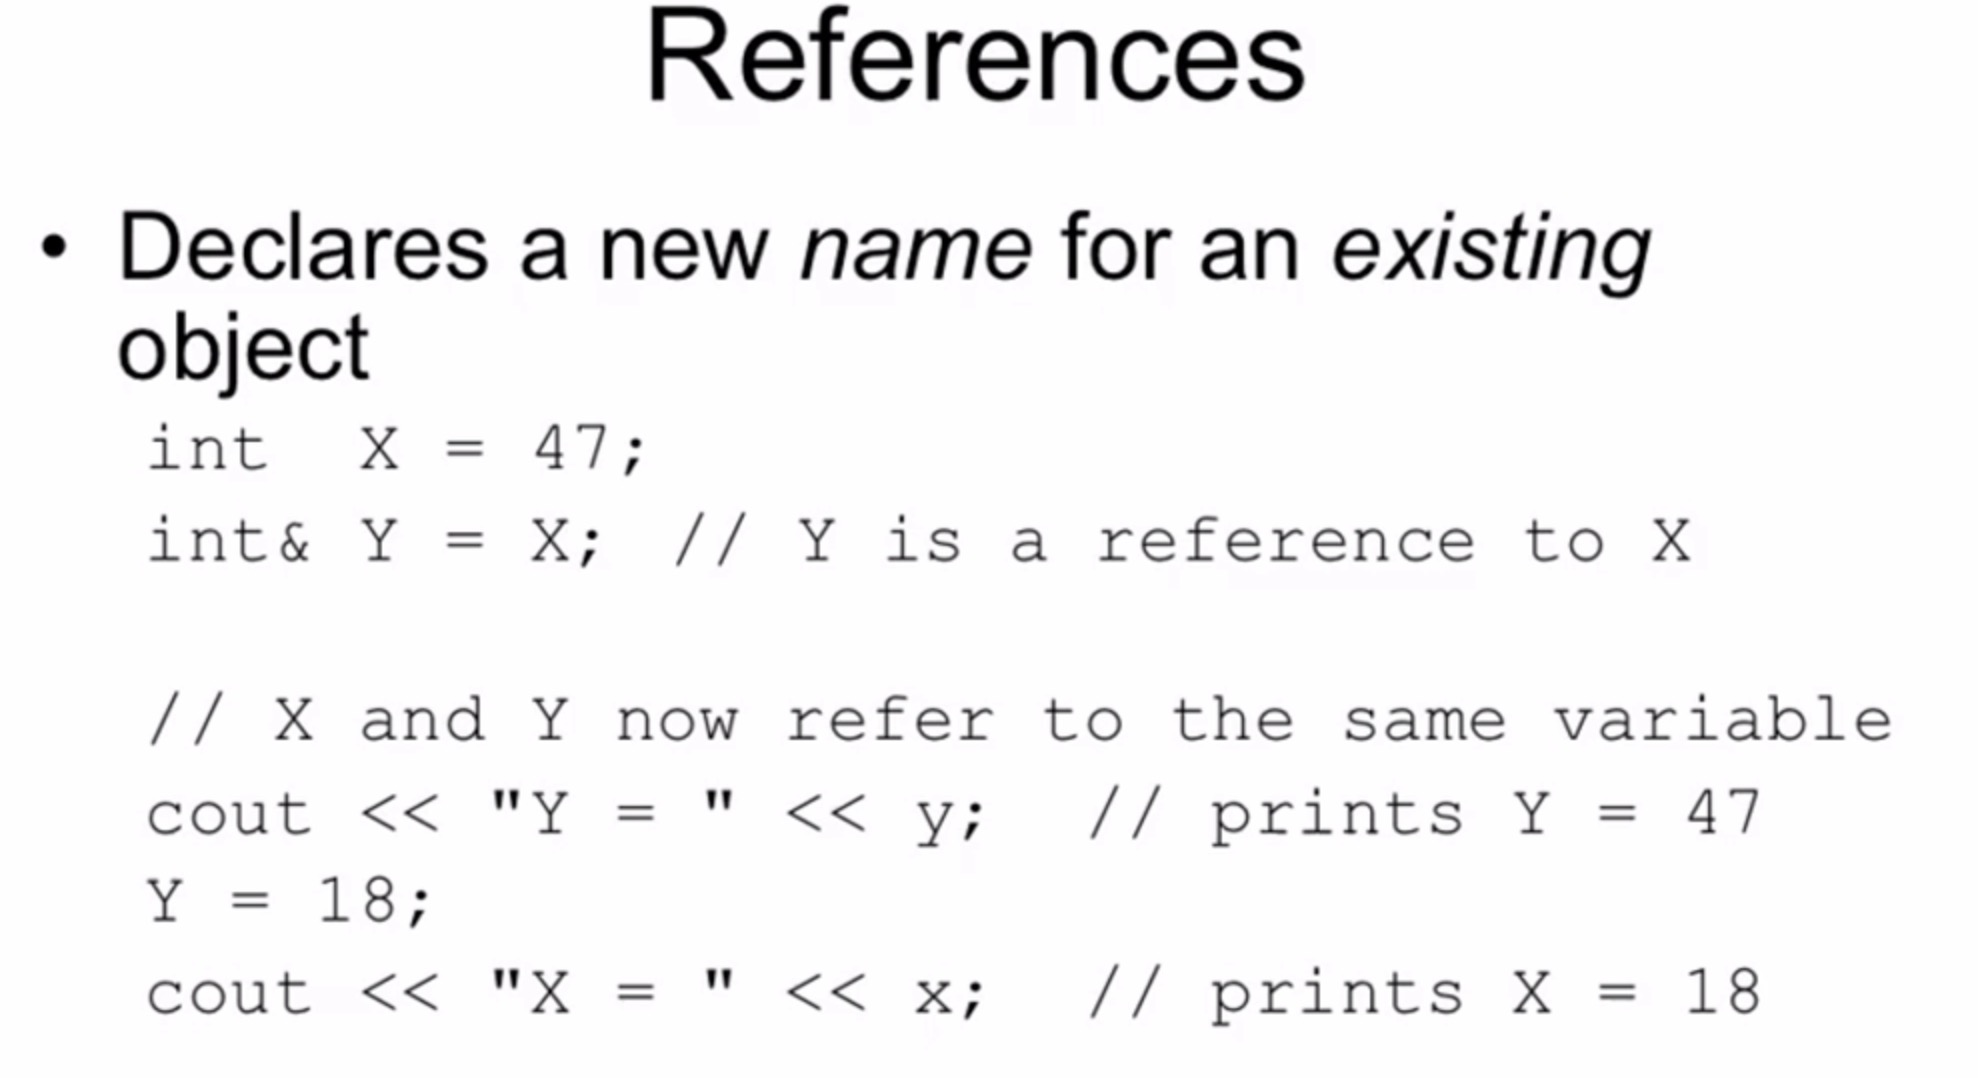 References
• Declares a new name for an existing
object
int  X = 47;
int& Y = X;  // Y is a reference to X
// X and Y now refer to the same variable
cout << "Y = " << y;  // prints Y = 47
Y = 18;
cout << "X = " << x;  // prints X = 18